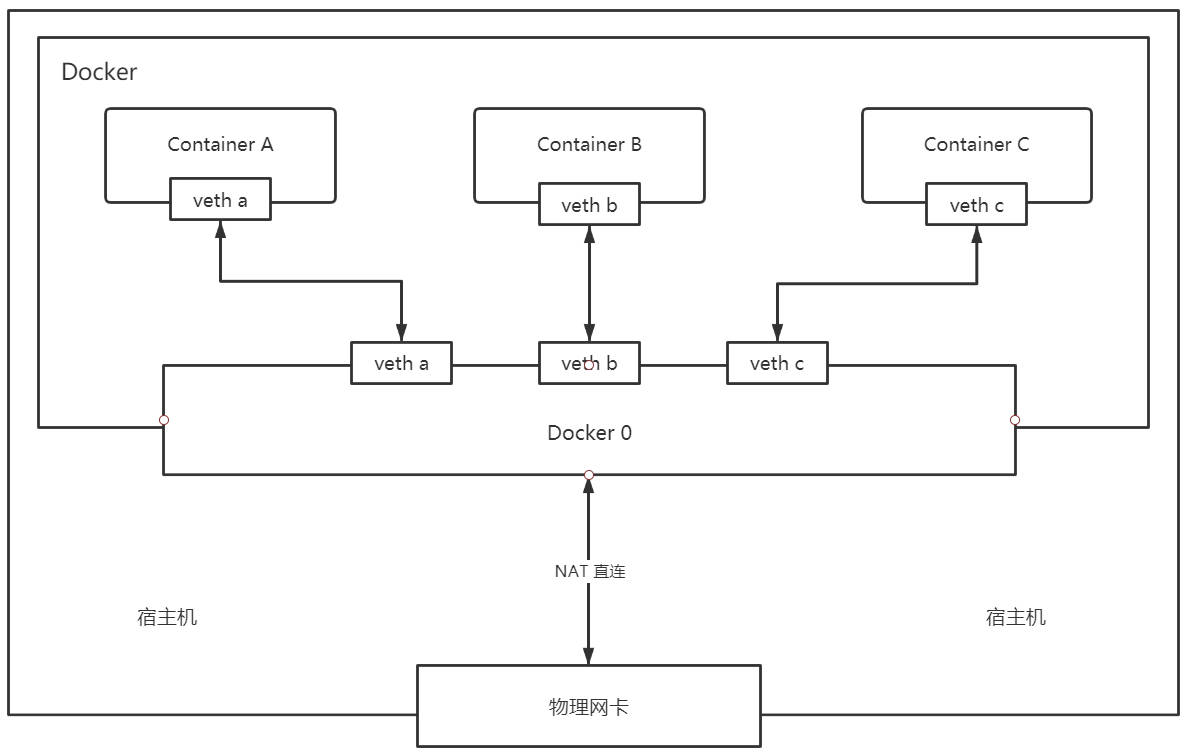 Docker
Container A
Container B
Container C
veth a
veth b
veth c
veth a
veth b
veth c
Docker 0
NAT 直连
宿主机
宿主机
物理网卡